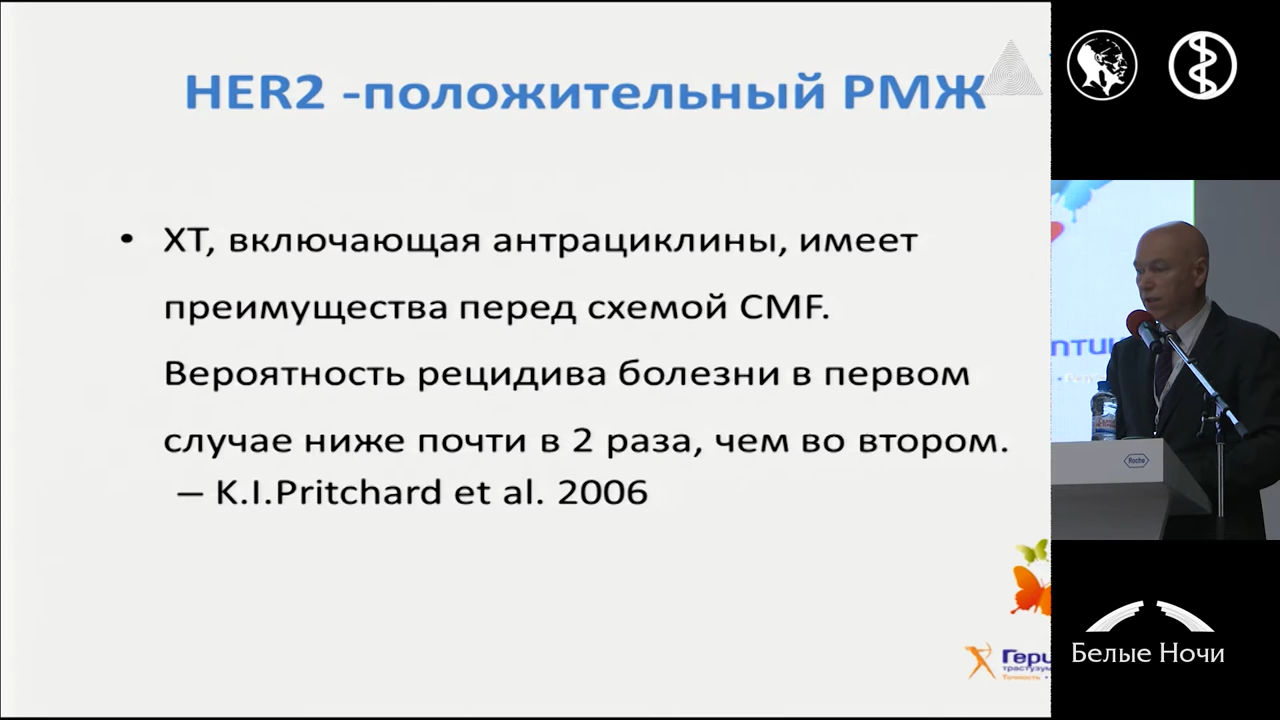 HER2 -положительный РМЖ
• ХТ, включающая антрациклины, имеет
преимущества перед схемой CMF.
Вероятность рецидива болезни в первом
случае ниже почти в 2 раза, чем во втором.
– K.I.Pritchard et al. 2006
Roche
Белые Ночи